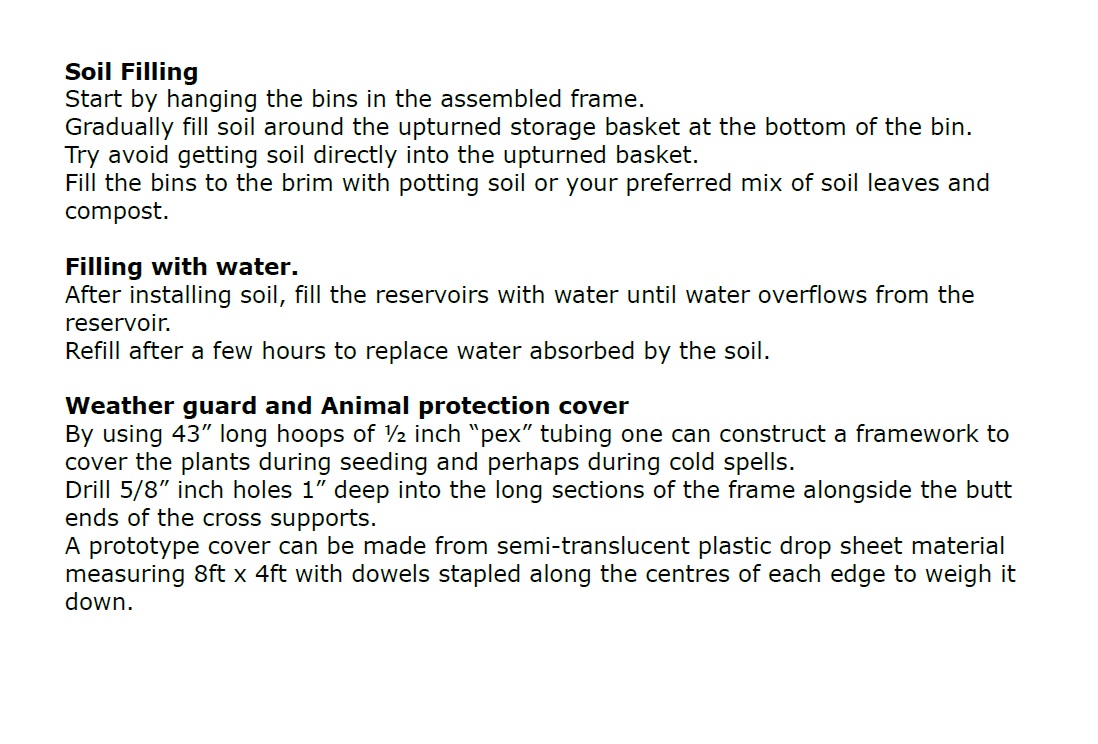 Soil Filling
Start by hanging the bins in the assembled frame.
Gradually fill soil around the upturned storage basket at the bottom of the bin.
Try avoid getting soil directly into the upturned basket.
Fill the bins to the brim with potting soil or your preferred mix of soil leaves and
compost.
Filling with water.
After installing soil, fill the reservoirs with water until water overflows from the
reservoir.
Refill after a few hours to replace water absorbed by the soil.
Weather guard and Animal protection cover
By using 43” long hoops of ½ inch “pex” tubing one can construct a framework to
cover the plants during seeding and perhaps during cold spells.
Drill 5/8” inch holes 1” deep into the long sections of the frame alongside the butt
ends of the cross supports.
A prototype cover can be made from semi-translucent plastic drop sheet material
measuring 8ft x 4ft with dowels stapled along the centres of each edge to weigh it
down.